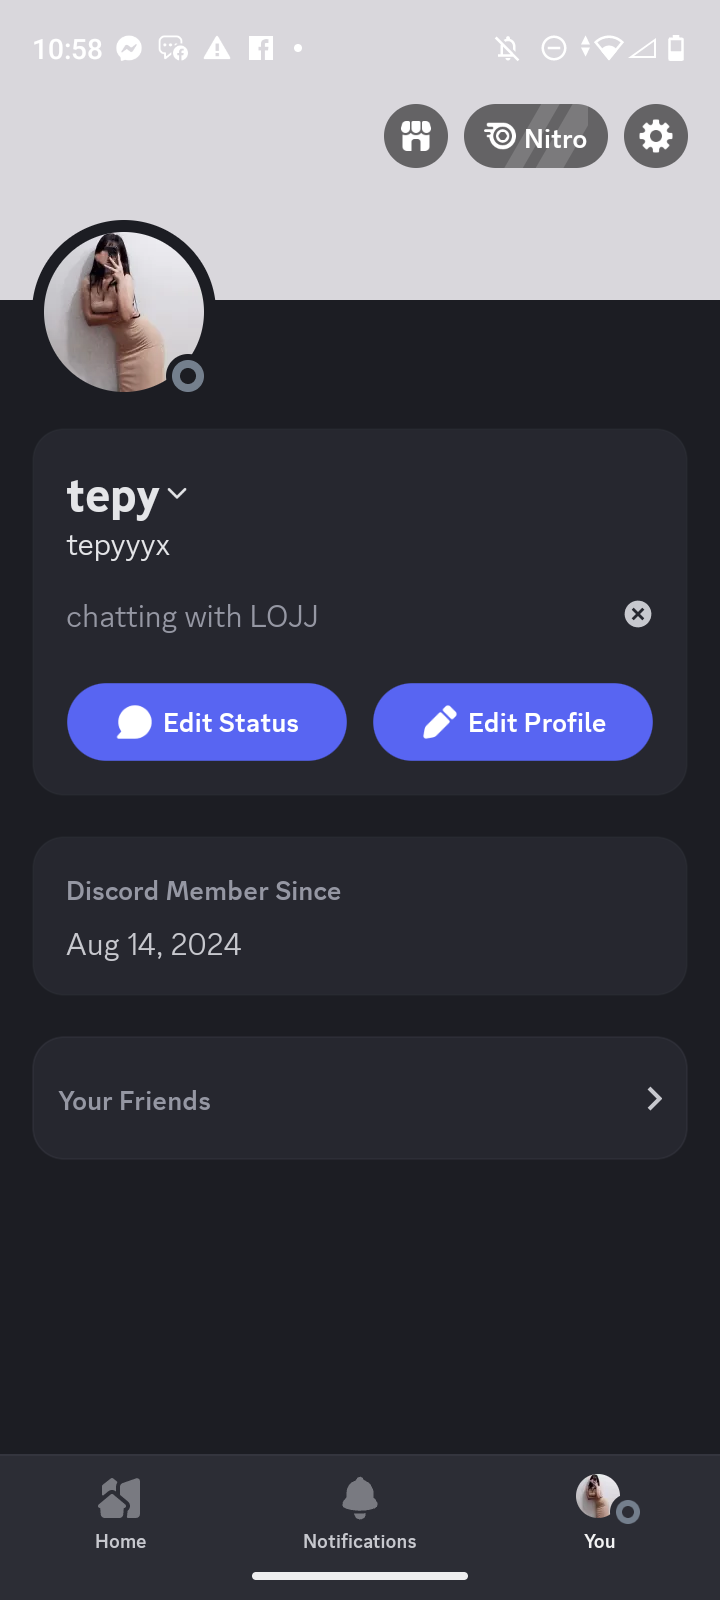 10:58
Nitro
tepy
tepyyyx
chatting with LOJJ
Edit Status
Edit Profile
Discord Member Since
Aug 14, 2024
Your Friends
Home
Notifications
You